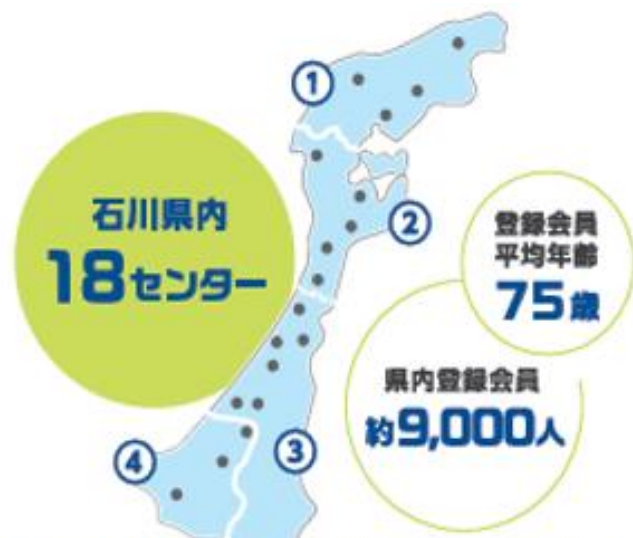 ①
石川県内
18センター
②
登録会員
平均年齢
75歳
県内登録会員
約9,000人
④
③